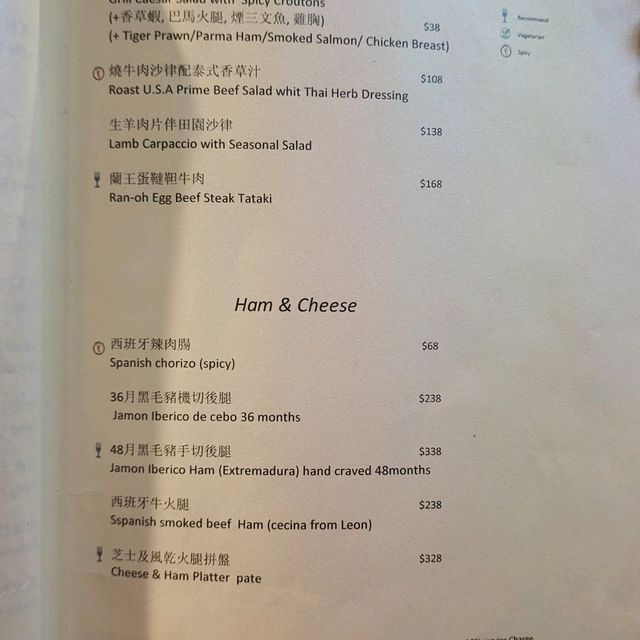 Grill Caesar Salad with Spicy Croutons
(+香草蝦, 巴馬火腿, 煙三文魚, 雞胸)
(+ Tiger Prawn/Parma Ham/Smoked Salmon/ Chicken Breast) $38
燒牛肉沙律配泰式香草汁 $108
Roast U.S.A Prime Beef Salad whit Thai Herb Dressing
生羊肉片伴田園沙律 $138
Lamb Carpaccio with Seasonal Salad
蘭王蛋韃靼牛肉 $168
Ran-oh Egg Beef Steak Tataki
Recommend
Vegetarian
Spicy
Ham & Cheese
西班牙辣肉腸 $68
Spanish chorizo (spicy)
36月黑毛豬機切後腿 $238
Jamon Iberico de cebo 36 months
48月黑毛豬手切後腿 $338
Jamon Iberico Ham (Extremadura) hand craved 48months
西班牙牛火腿 $238
Sspanish smoked beef Ham (cecina from Leon)
芝士及風乾火腿拼盤 $328
Cheese & Ham Platter pate
Charge